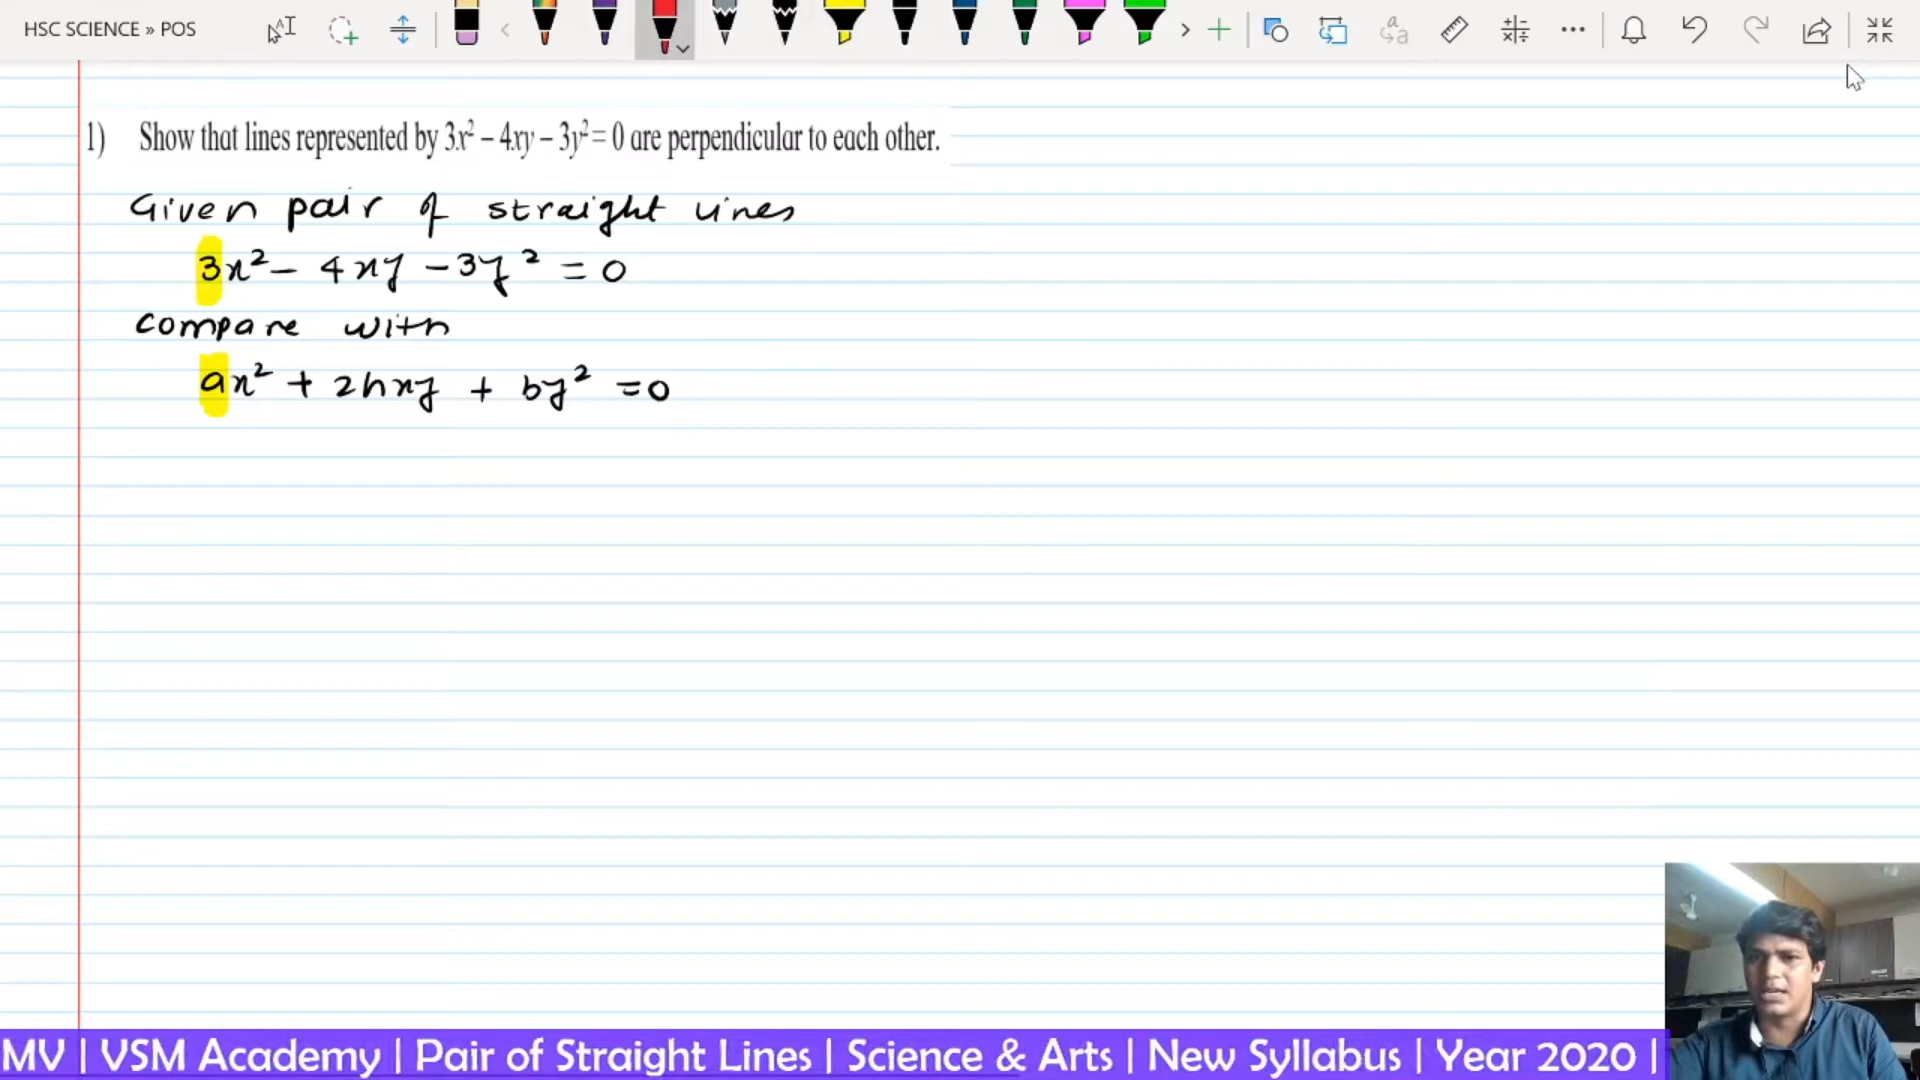 HSC SCIENCE » POS
1) Show that lines represented by 3x² – 4xy – 3y² = 0 are perpendicular to each other.
Given pair of straight lines
3x² – 4xy – 3y² = 0
compare with
ax² + 2hxy + by² = 0
MV | VSM Academy | Pair of Straight Lines | Science & Arts | New Syllabus | Year 2020 |